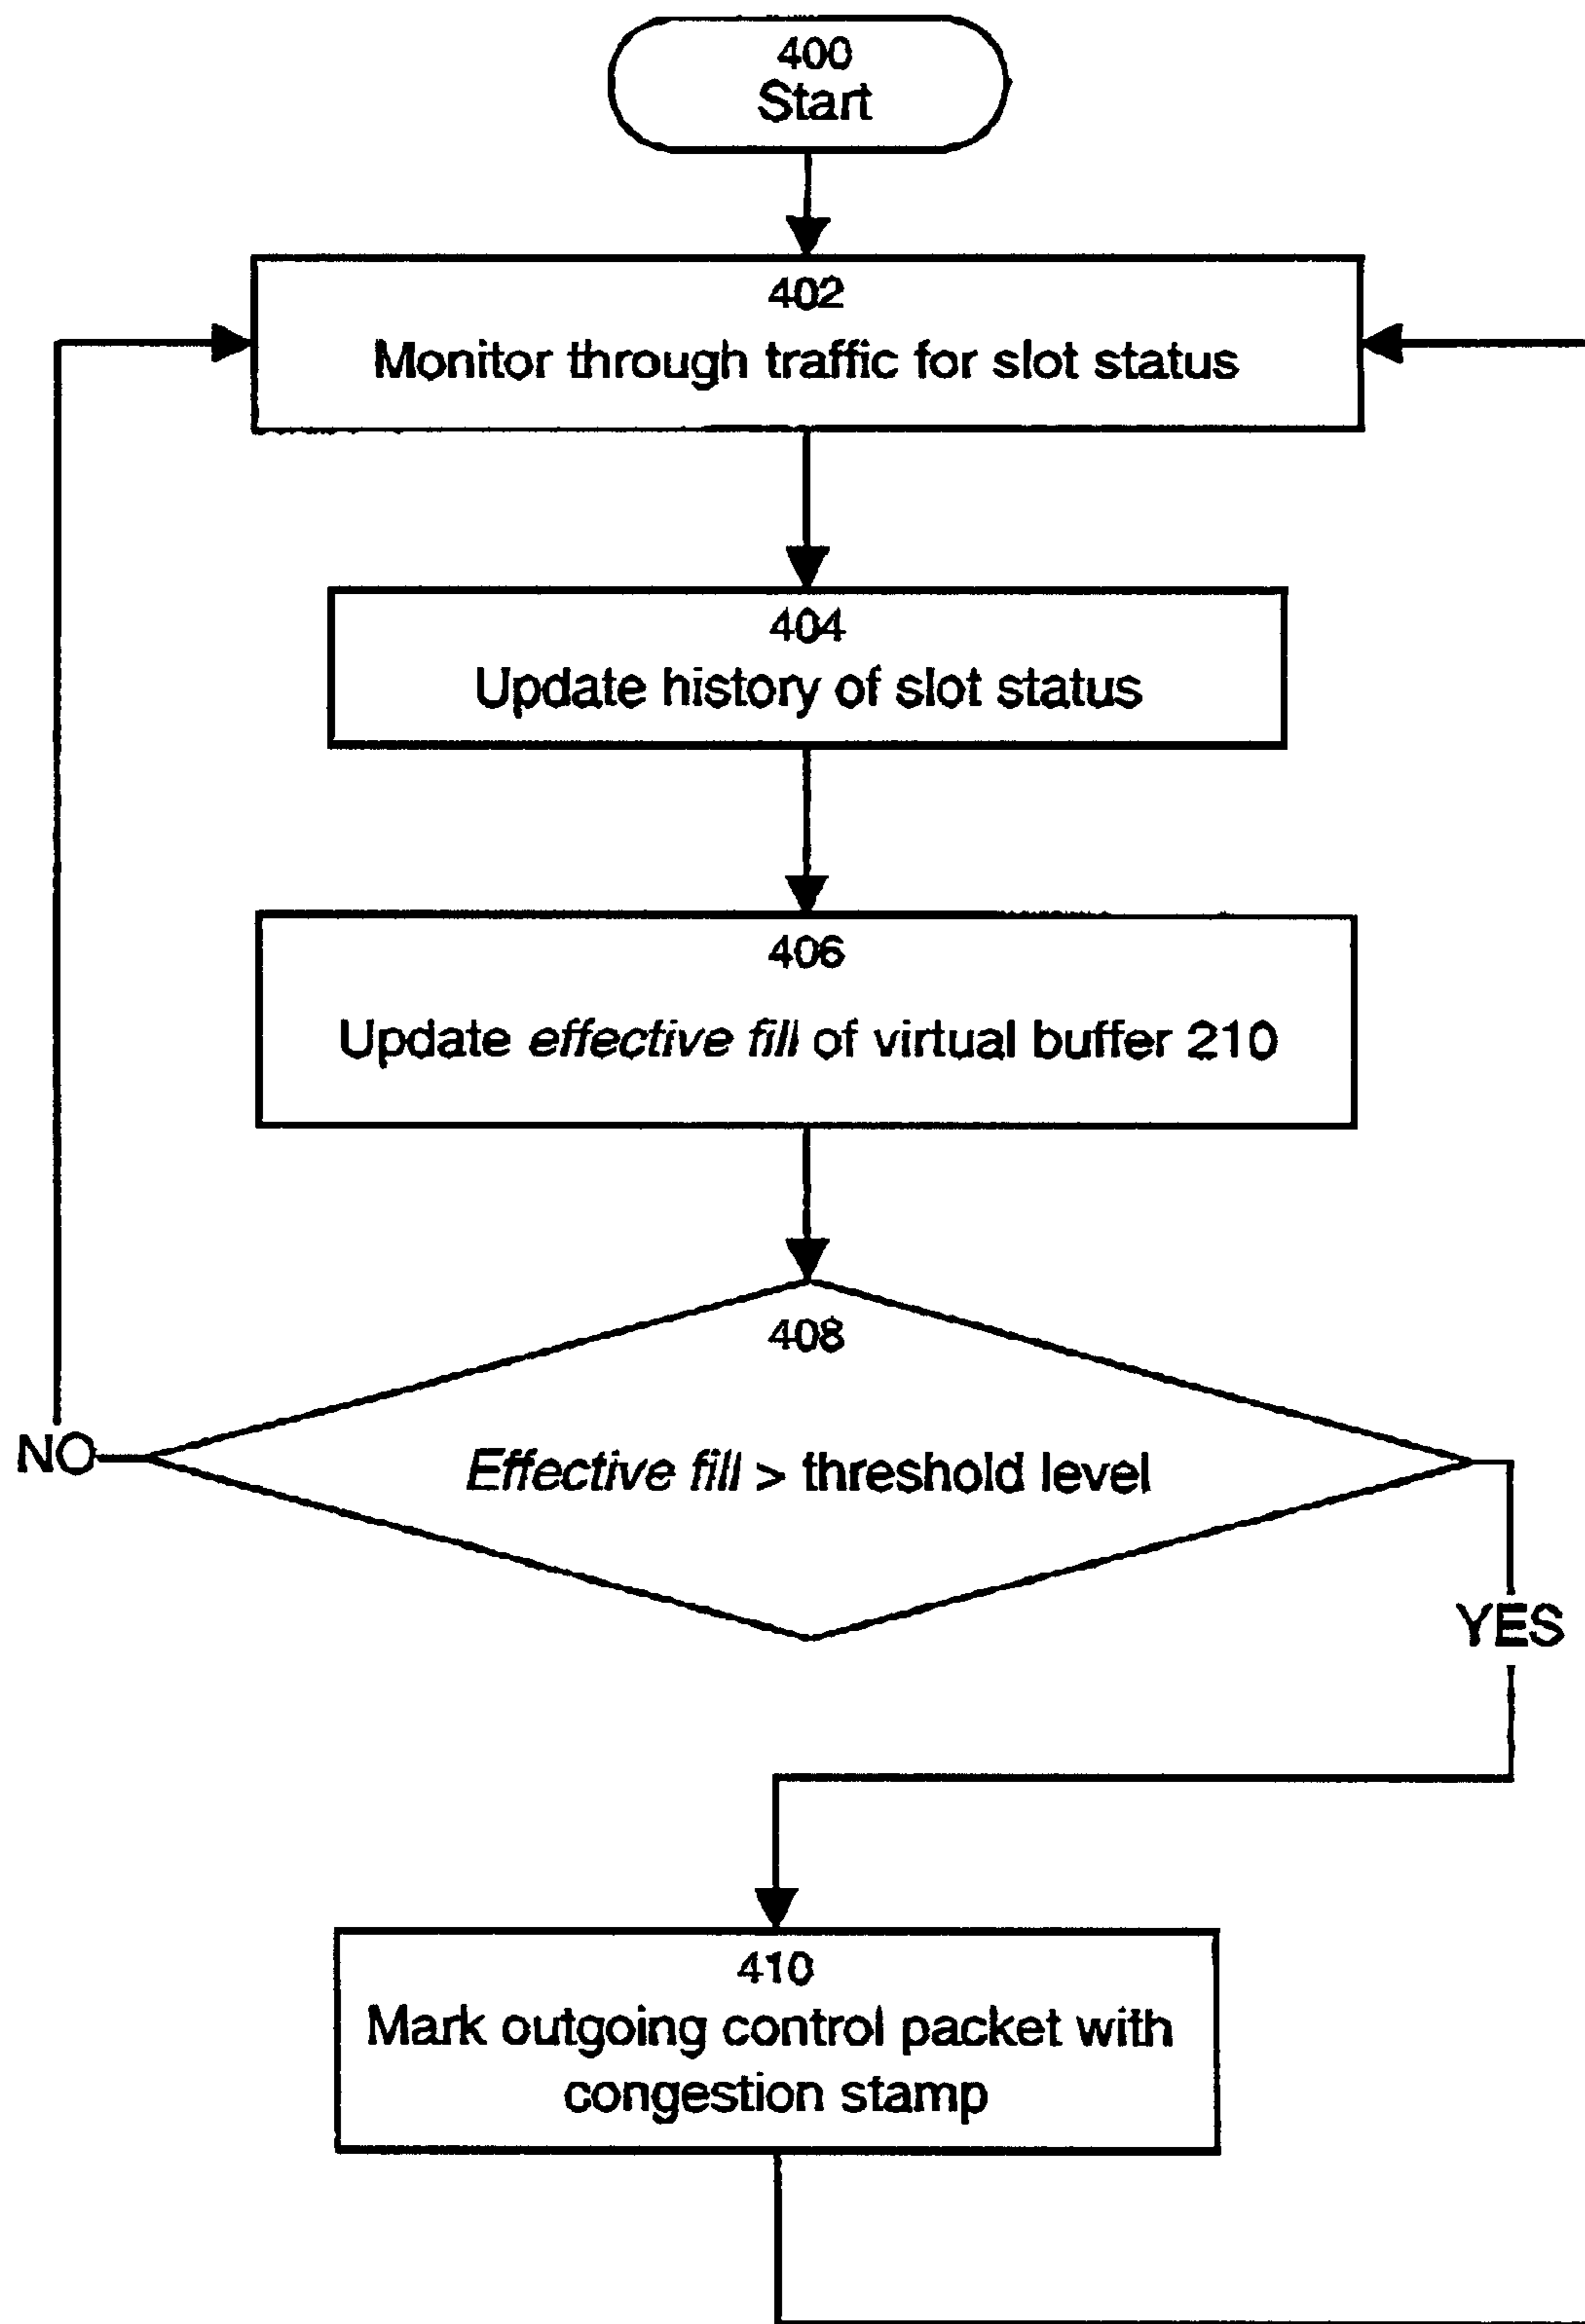 400
Start
402
Monitor through traffic for slot status
404
Update history of slot status
406
Update effective fill of virtual buffer 210
408
Effective fill > threshold level
NO
YES
410
Mark outgoing control packet with
congestion stamp